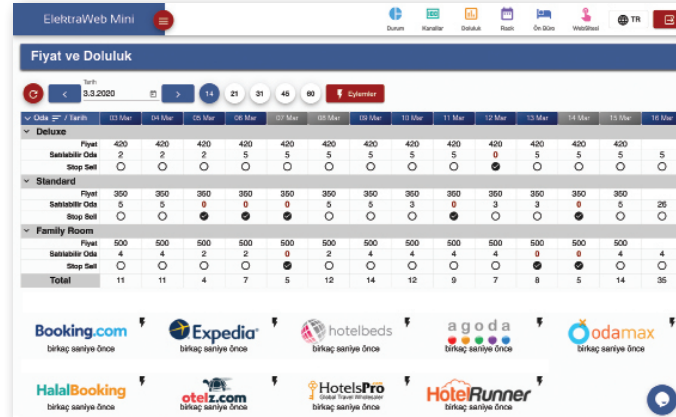 ElektraWeb Mini
Durum Kanallar Doluluk Rack Ön Büro WebSitesi TR
Fiyat ve Doluluk
Tarih
3.3.2020 14 21 31 45 60 Eylemler
Oda / Tarih 03 Mar 04 Mar 05 Mar 06 Mar 07 Mar 08 Mar 09 Mar 10 Mar 11 Mar 12 Mar 13 Mar 14 Mar 15 Mar 16 Mar
Deluxe
Fiyat 420 420 420 420 420 420 420 420 420 420 420 420 420
Satılabilir Oda 2 2 2 5 5 5 5 5 5 0 5 5 5 5
Stop Sell
Standard
Fiyat 350 350 350 350 350 350 350 350 350 350 350 350 350
Satılabilir Oda 5 5 0 0 0 5 5 3 0 3 3 0 5 26
Stop Sell
Family Room
Fiyat 500 500 500 500 500 500 500 500 500 500 500 500 500
Satılabilir Oda 4 4 2 2 0 2 4 4 4 4 0 0 4 4
Stop Sell
Total 11 11 4 7 5 12 14 12 9 7 8 5 14 35
Booking.com Expedia hotelbeds agoda odamax
birkaç saniye önce birkaç saniye önce birkaç saniye önce birkaç saniye önce birkaç saniye önce
HalalBooking otelz.com HotelsPro HotelRunner
Global Travel Wholesaler
birkaç saniye önce birkaç saniye önce birkaç saniye önce birkaç saniye önce